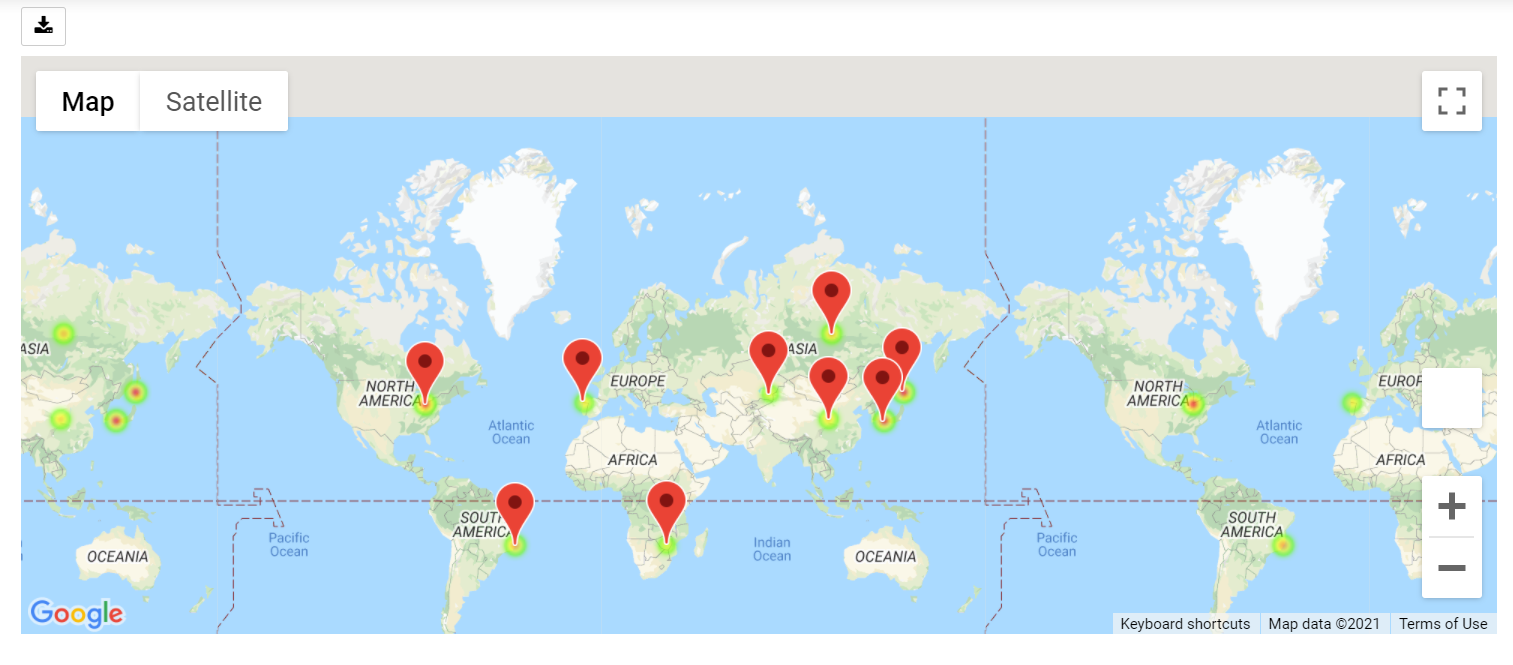 Map
Satellite
ASIA
NORTH
AMERICA
Atlantic
Ocean
EUROPE
AFRICA
SOUTH
AMERICA
Pacific
Ocean
Indian
Ocean
OCEANIA
ASIA
OCEANIA
NORTH
AMERICA
Atlantic
Ocean
EUROP
AFRICA
SOUTH
AMERICA
Pacific
Ocean
Google
Keyboard shortcuts
Map data ©2021
Terms of Use